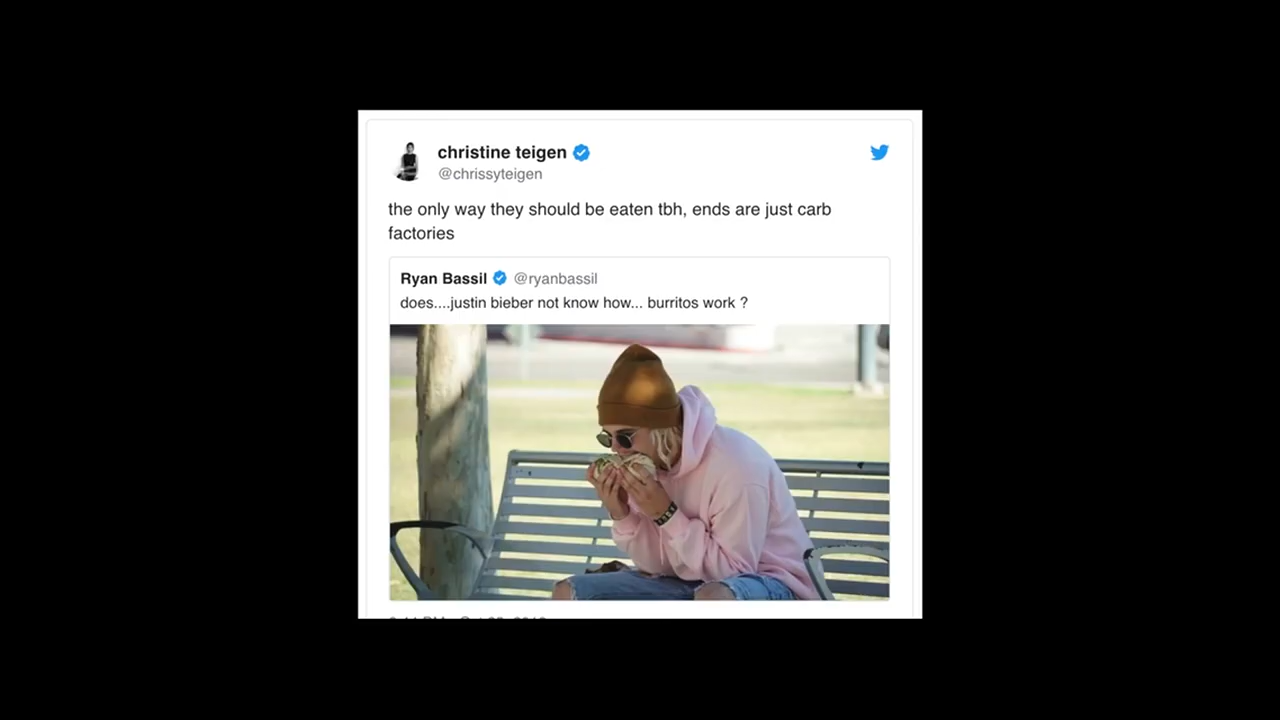 christine teigen
@chrissyteigen
the only way they should be eaten tbh, ends are just carb
factories
Ryan Bassil @ryanbassil
does....justin bieber not know how... burritos work ?